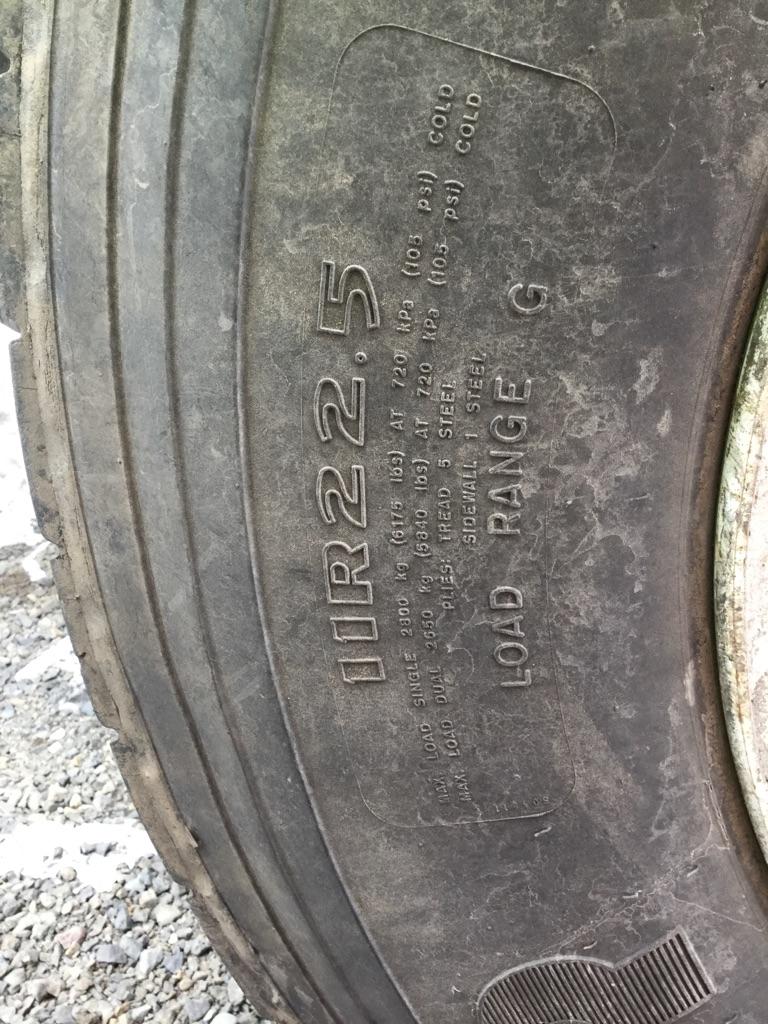 11R22.5
MAX. LOAD SINGLE 2800 kg (6175 lbs) AT 720 kPa (105 psi) COLD
MAX. LOAD DUAL 2650 kg (5840 lbs) AT 720 kPa (105 psi) COLD
PLIES: TREAD 5 STEEL
SIDEWALL 1 STEEL
LOAD RANGE G